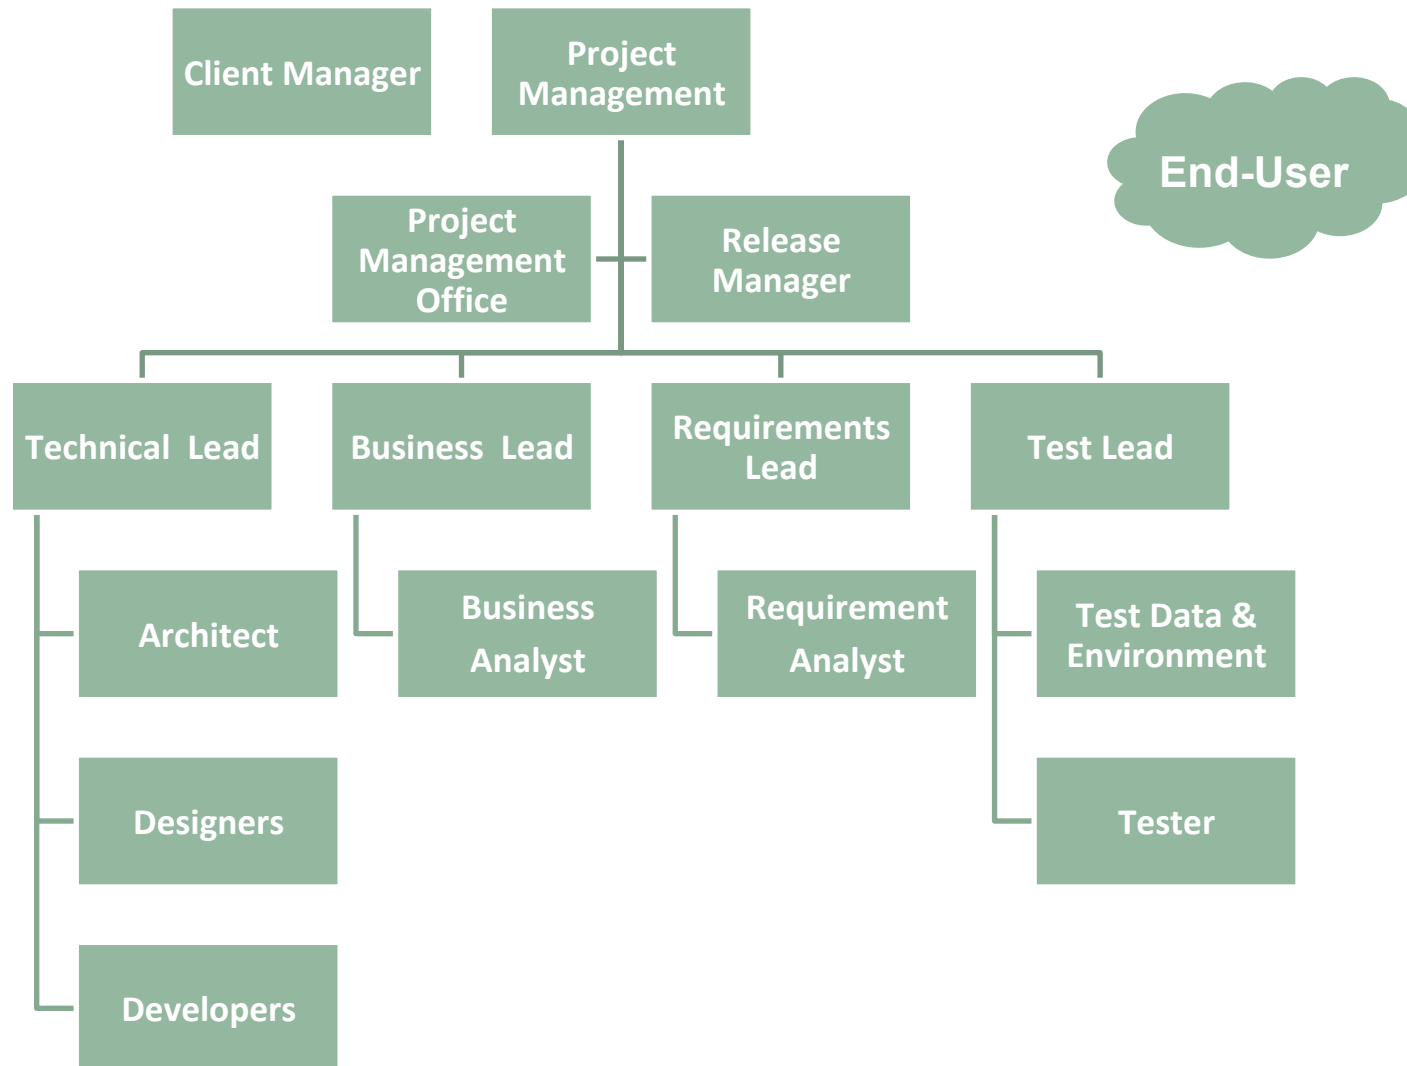 Client Manager
Project
Management
End-User
Project
Management
Office
Release
Manager
Technical  Lead
Business  Lead
Requirements
Lead
Test Lead
Architect
Business
Analyst
Requirement
Analyst
Test Data &
Environment
Designers
Tester
Developers